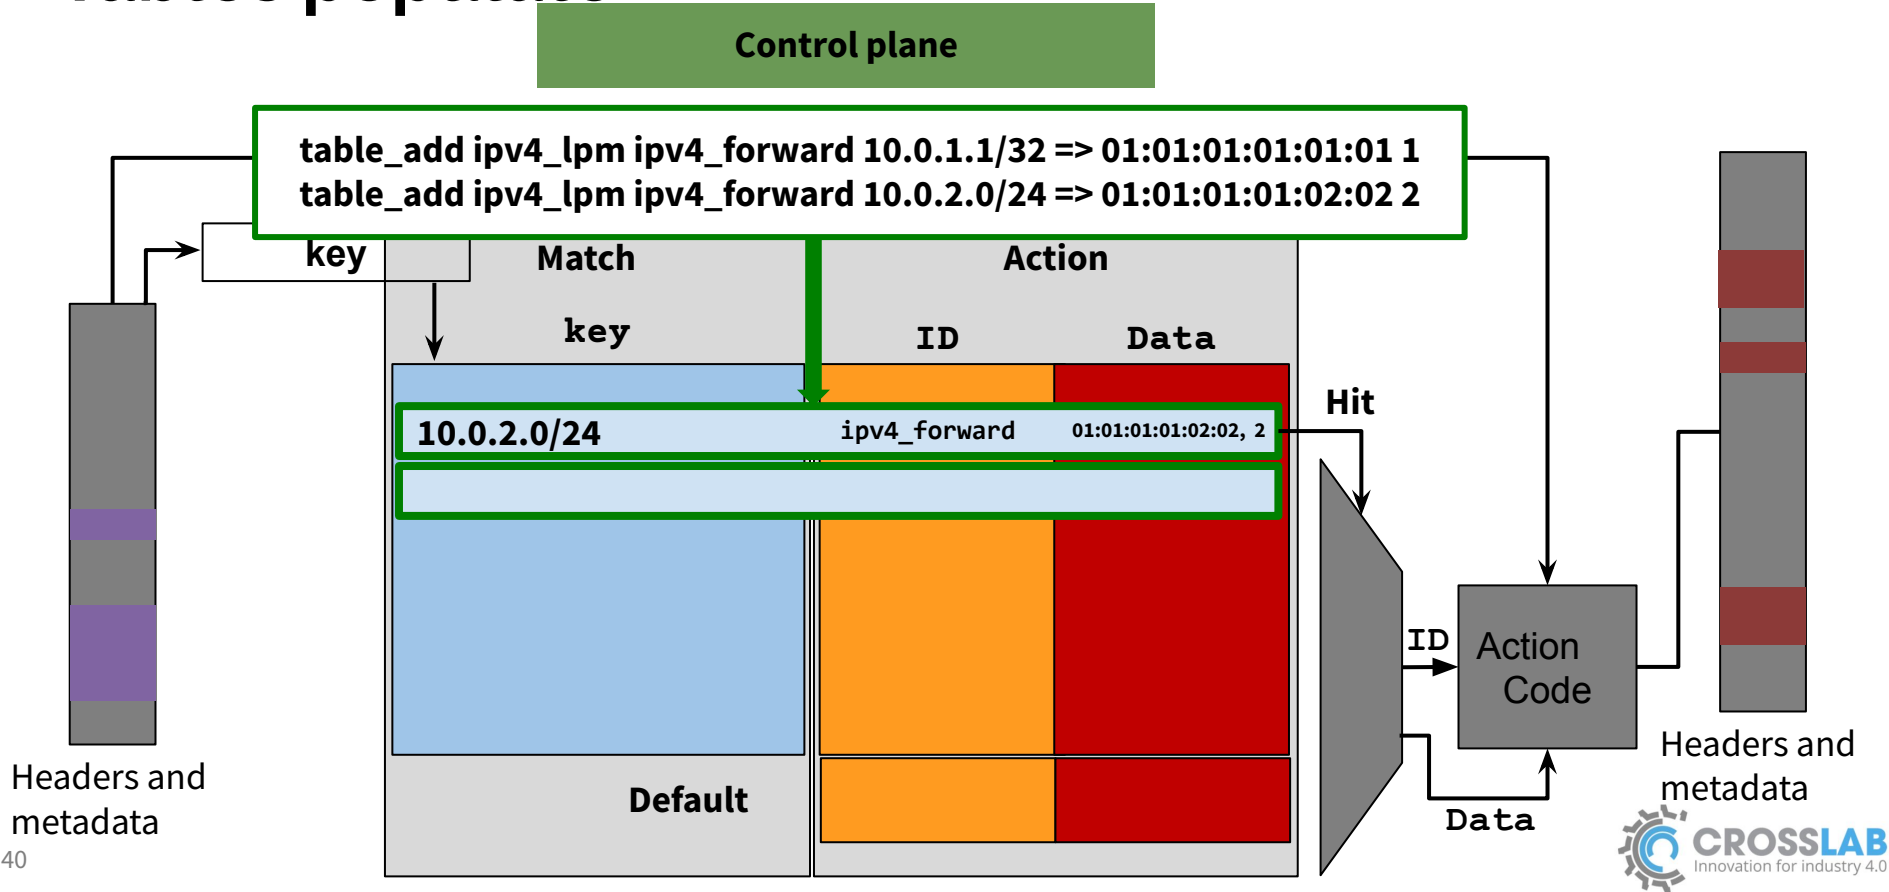 Control plane
table_add ipv4_lpm ipv4_forward 10.0.1.1/32 => 01:01:01:01:01:01 1
table_add ipv4_lpm ipv4_forward 10.0.2.0/24 => 01:01:01:01:02:02 2
key
Match
Action
key
ID
Data
10.0.2.0/24
ipv4_forward
01:01:01:01:02:02, 2
Hit
ID
Action
Code
Data
Default
Headers and
metadata
Headers and
metadata
40
CROSSLAB
Innovation for industry 4.0